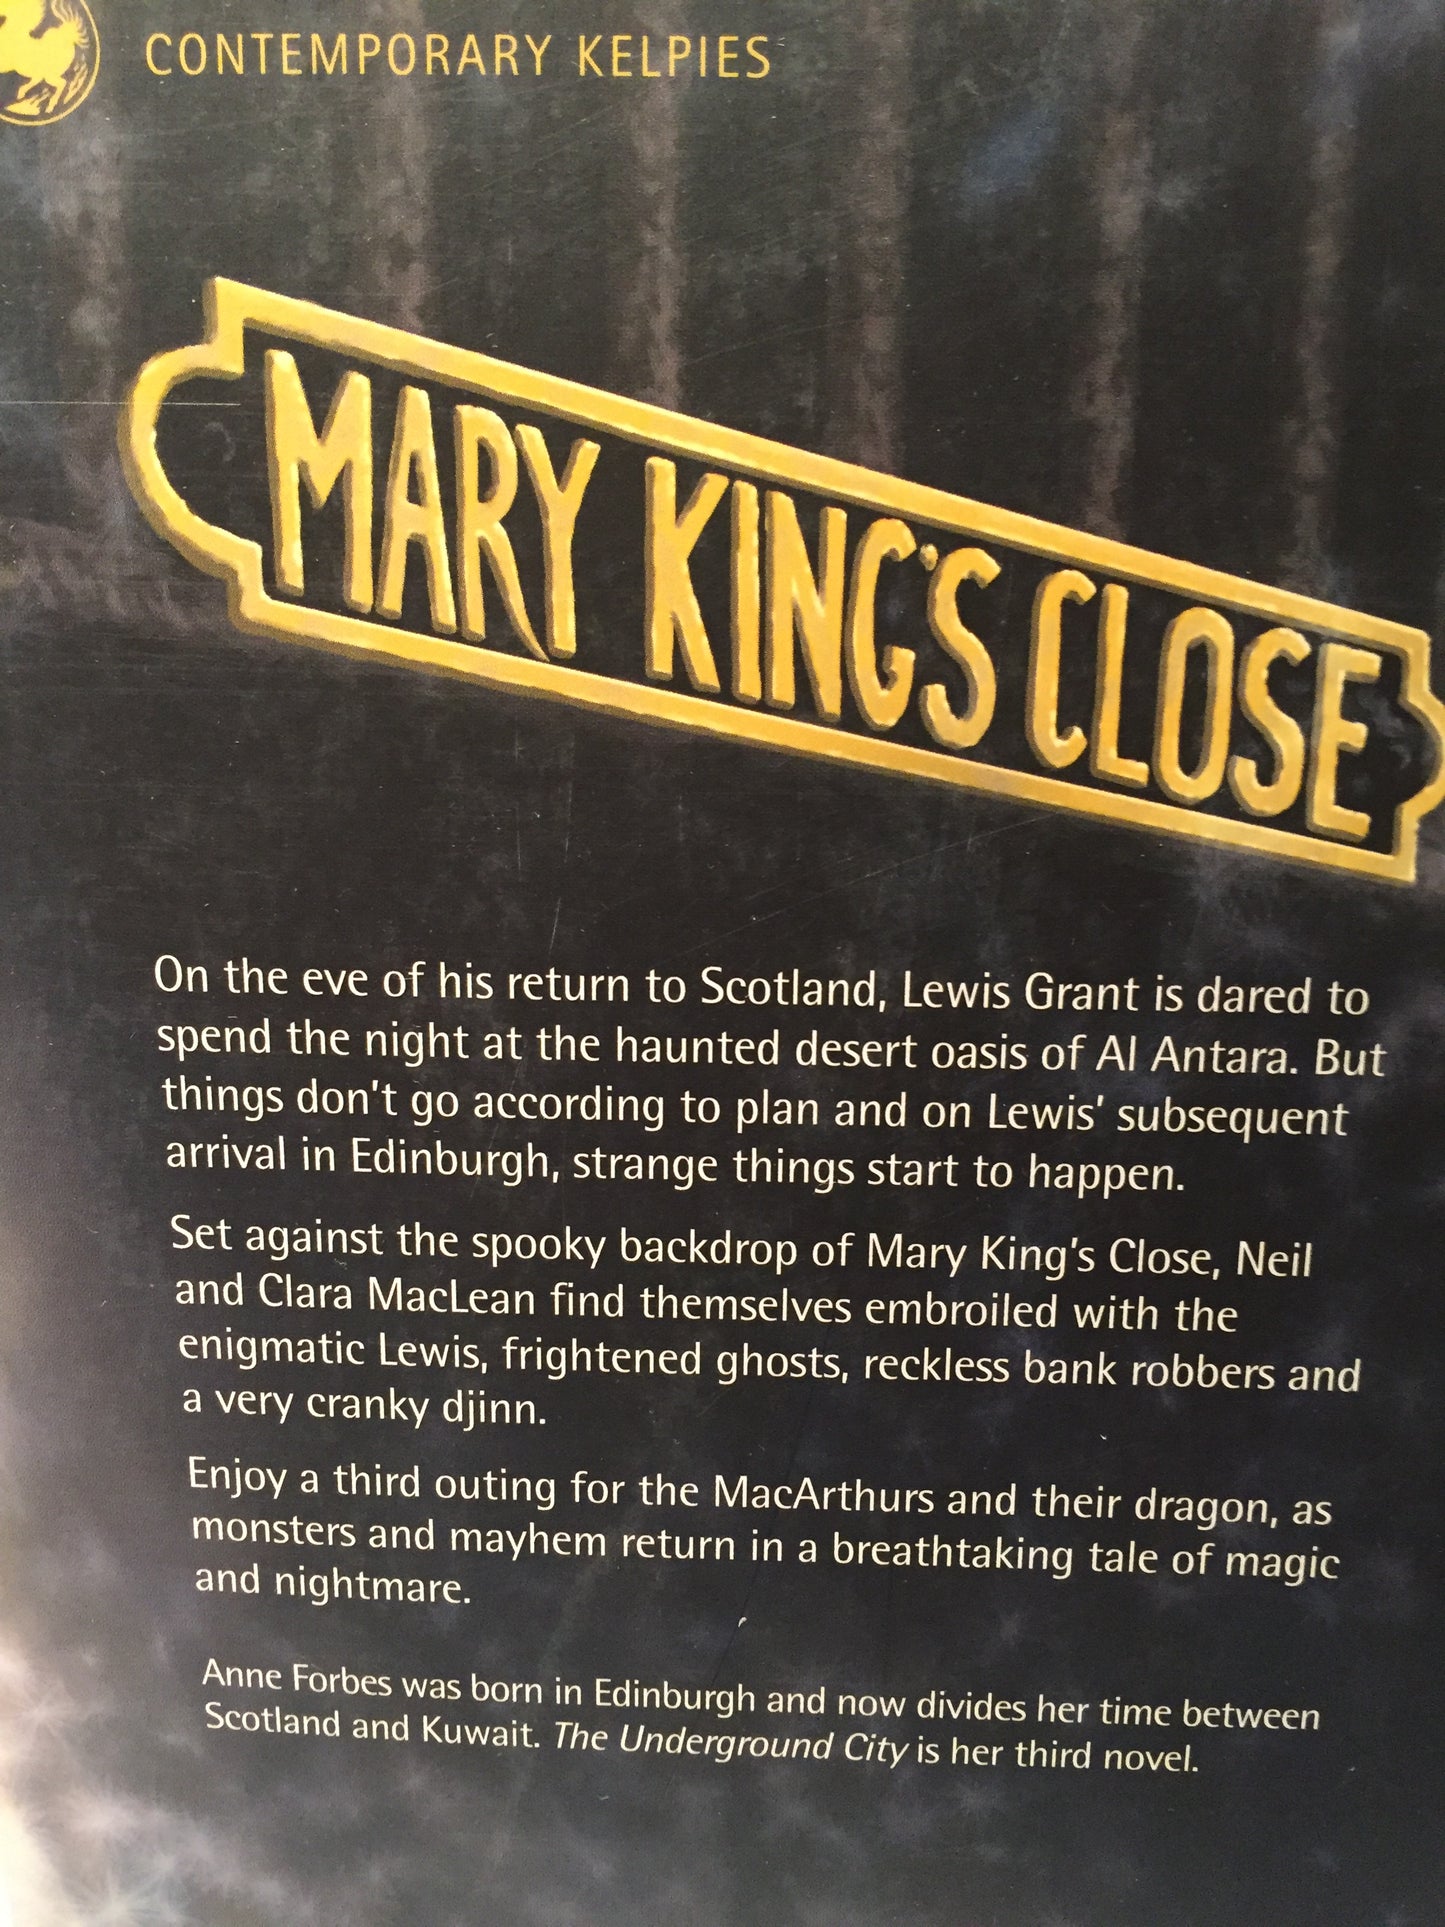 CONTEMPORARY KELPIES
MARY KING'S CLOSE
On the eve of his return to Scotland, Lewis Grant is dared to
spend the night at the haunted desert oasis of Al Antara. But
things don't go according to plan and on Lewis' subsequent
arrival in Edinburgh, strange things start to happen.
Set against the spooky backdrop of Mary King's Close, Neil
and Clara MacLean find themselves embroiled with the
enigmatic Lewis, frightened ghosts, reckless bank robbers and
a very cranky djinn.
Enjoy a third outing for the MacArthurs and their dragon, as
monsters and mayhem return in a breathtaking tale of magic
and nightmare.
Anne Forbes was born in Edinburgh and now divides her time between
Scotland and Kuwait. The Underground City is her third novel.